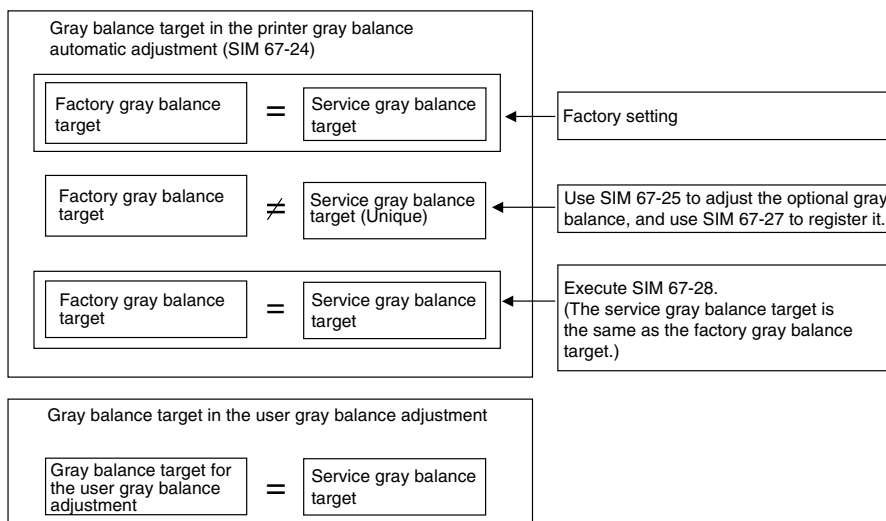 Gray balance target in the printer gray balance
automatic adjustment (SIM 67-24)
Factory gray balance
target
=
Service gray balance
target
Factory setting
Factory gray balance
target
≠
Service gray balance
target (Unique)
Use SIM 67-25 to adjust the optional gray
balance, and use SIM 67-27 to register it.
Factory gray balance
target
=
Service gray balance
target
Execute SIM 67-28.
(The service gray balance target is
the same as the factory gray balance
target.)
Gray balance target in the user gray balance adjustment
Gray balance target for
the user gray balance
adjustment
=
Service gray balance
target